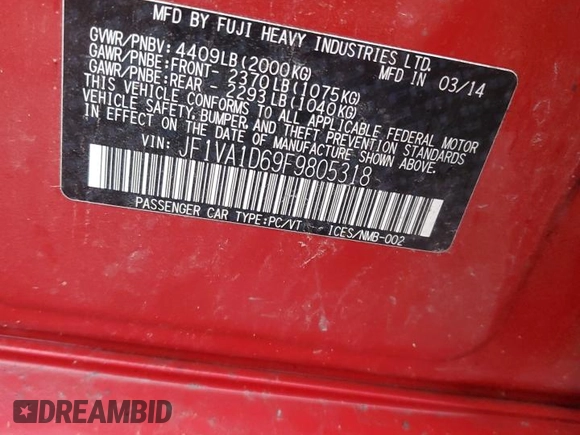 MFD BY FUJI HEAVY INDUSTRIES LTD.
GVWR/PNBV: 4409LB(2000KG) MFD IN 03/14
GAWR/PNBE:FRONT- 2370LB(1075KG)
GAWR/PNBE:REAR - 2293LB(1040KG)
THIS VEHICLE CONFORMS TO ALL APPLICABLE FEDERAL MOTOR
VEHICLE SAFETY, BUMPER, AND THEFT PREVENTION STANDARDS
IN EFFECT ON THE DATE OF MANUFACTURE SHOWN ABOVE.
VIN: JF1VA1D69F9805318
PASSENGER CAR TYPE:PC/VT ICES/NMB-002
DREAMBID